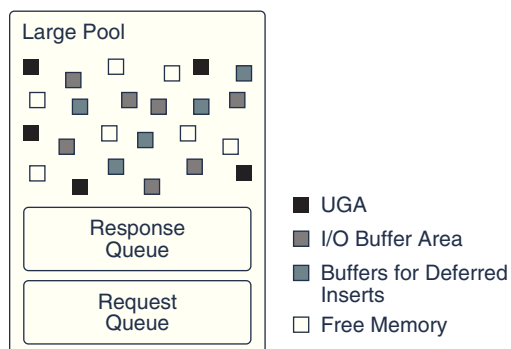 Large Pool
Response
Queue
Request
Queue
UGA
I/O Buffer Area
Buffers for Deferred
Inserts
Free Memory